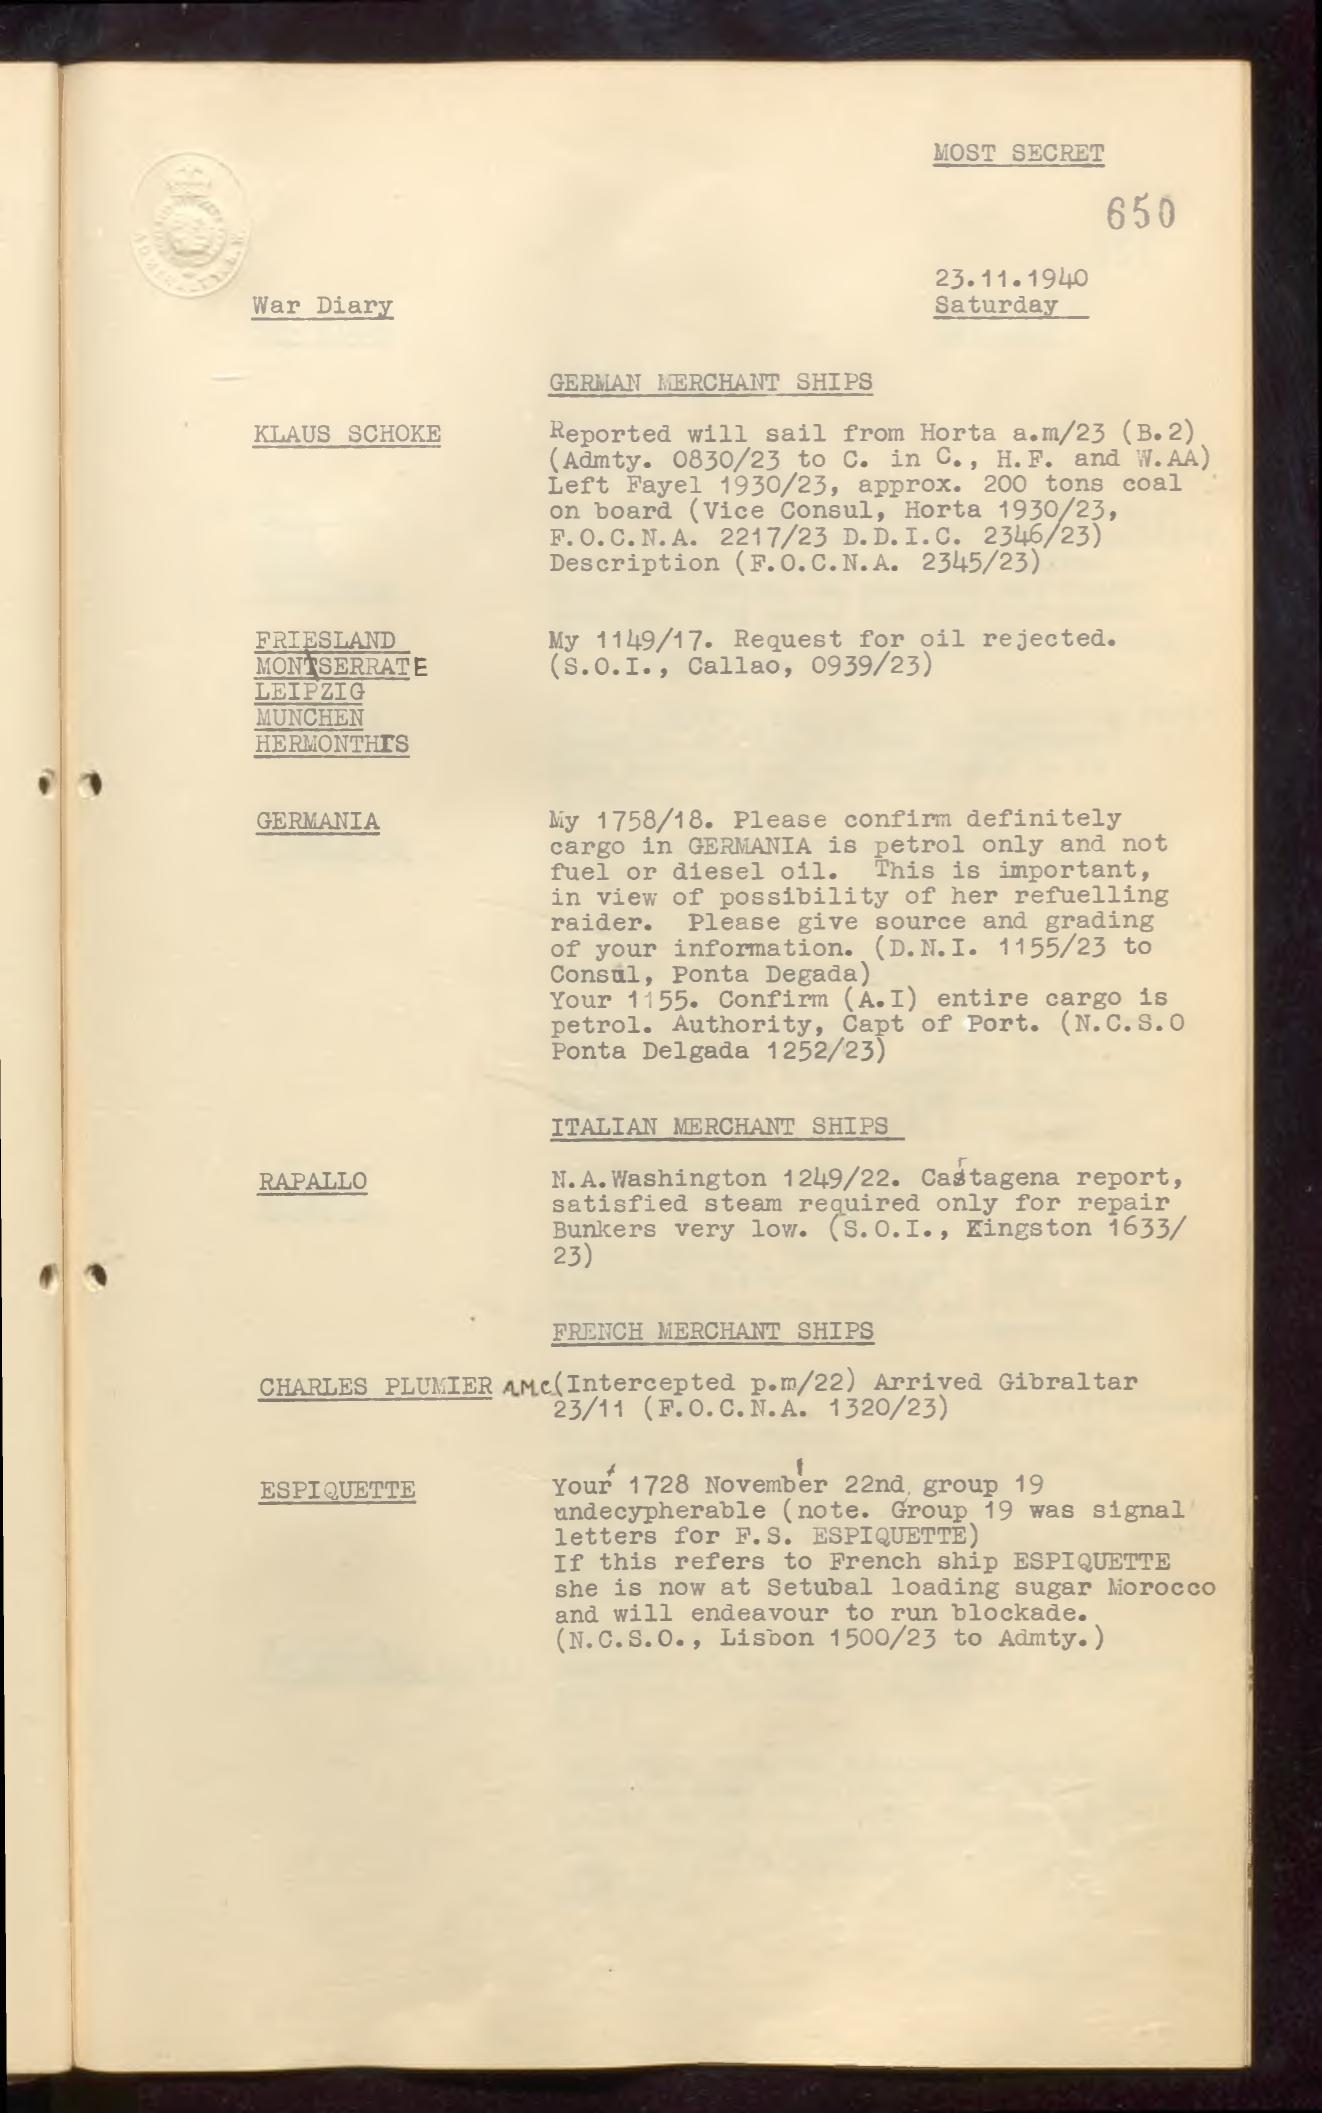 MOST SECRET
650
23.11.1940
War Diary
Saturday
GERMAN MERCHANT SHIPS
KLAUS SCHOKE
Reported will sail from Horta a.m/23 (B.2)
(Admty. 0830/23 to C. in C., H.F. and W.AA)
Left Fayel 1930/23, approx. 200 tons coal
on board (Vice Consul, Horta 1930/23,
F.O.C.N.A. 2217/23 D.D.I.C. 2346/23)
Description (F.O.C.N.A. 2345/23)
FRIESLAND
MONTSERRATE
LEIPZIG
MUNCHEN
HERMONTHIS
My 1149/17. Request for oil rejected.
(S.O.I., Callao, 0939/23)
GERMANIA
My 1758/18. Please confirm definitely
cargo in GERMANIA is petrol only and not
fuel or diesel oil. This is important,
in view of possibility of her refuelling
raider. Please give source and grading
of your information. (D.N.I. 1155/23 to
Consul, Ponta Degada)
Your 1155. Confirm (A.I) entire cargo is
petrol. Authority, Capt of Port. (N.C.S.O
Ponta Delgada 1252/23)
ITALIAN MERCHANT SHIPS
RAPALLO
N.A.Washington 1249/22. Cartagena report,
satisfied steam required only for repair
Bunkers very low. (S.O.I., Kingston 1633/
23)
FRENCH MERCHANT SHIPS
CHARLES PLUMIER A.M.C. (Intercepted p.m/22) Arrived Gibraltar
23/11 (F.O.C.N.A. 1320/23)
ESPIQUETTE
Your 1728 November 22nd, group 19
undecypherable (note. Group 19 was signal
letters for F.S. ESPIQUETTE)
If this refers to French ship ESPIQUETTE
she is now at Setubal loading sugar Morocco
and will endeavour to run blockade.
(N.C.S.O., Lisbon 1500/23 to Admty.)